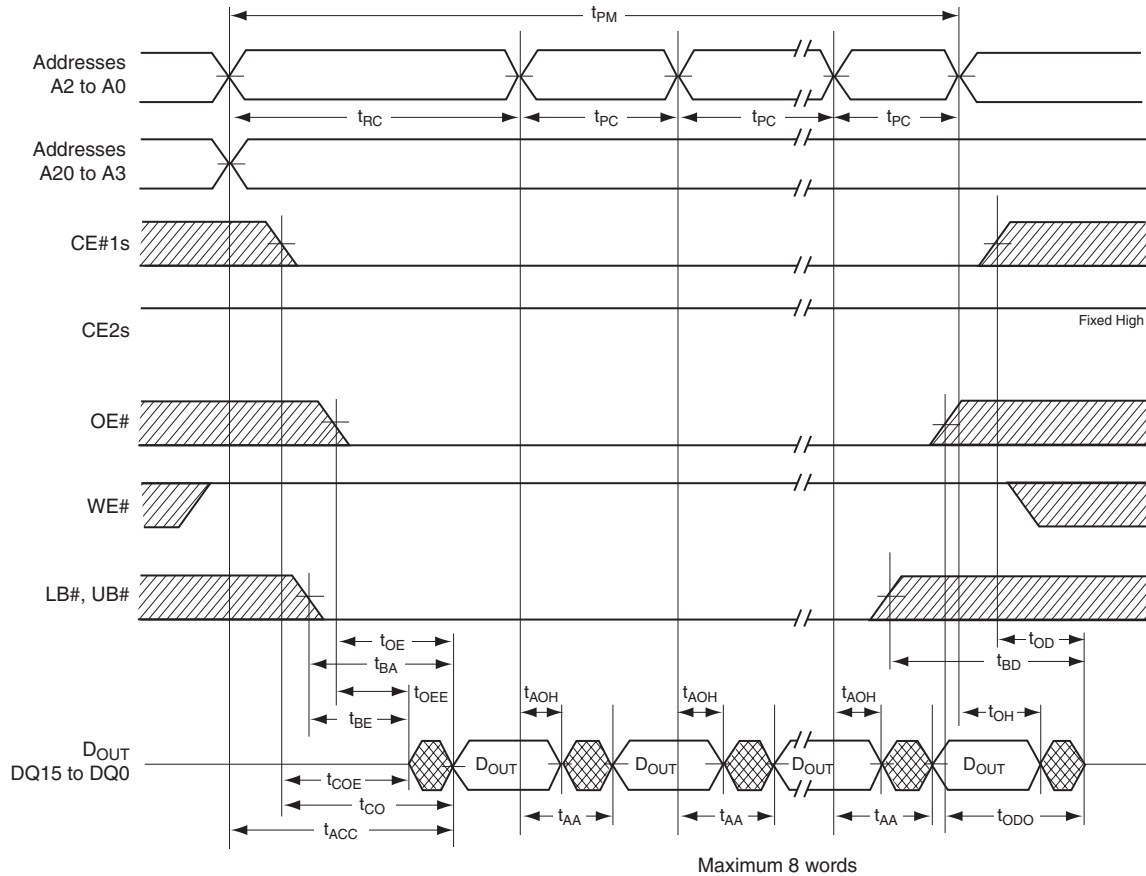 tPM
Addresses
A2 to A0
tRC
tPC
tPC
tPC
Addresses
A20 to A3
CE#1s
CE2s
Fixed High
OE#
WE#
LB#, UB#
tOE
tOD
tBA
tBD
tOEE
tAOH
tAOH
tAOH
tBE
tOH
DOUT
DQ15 to DQ0
DOUT
DOUT
DOUT
DOUT
tCOE
tCO
tACC
tAA
tAA
tAA
tODO
Maximum 8 words